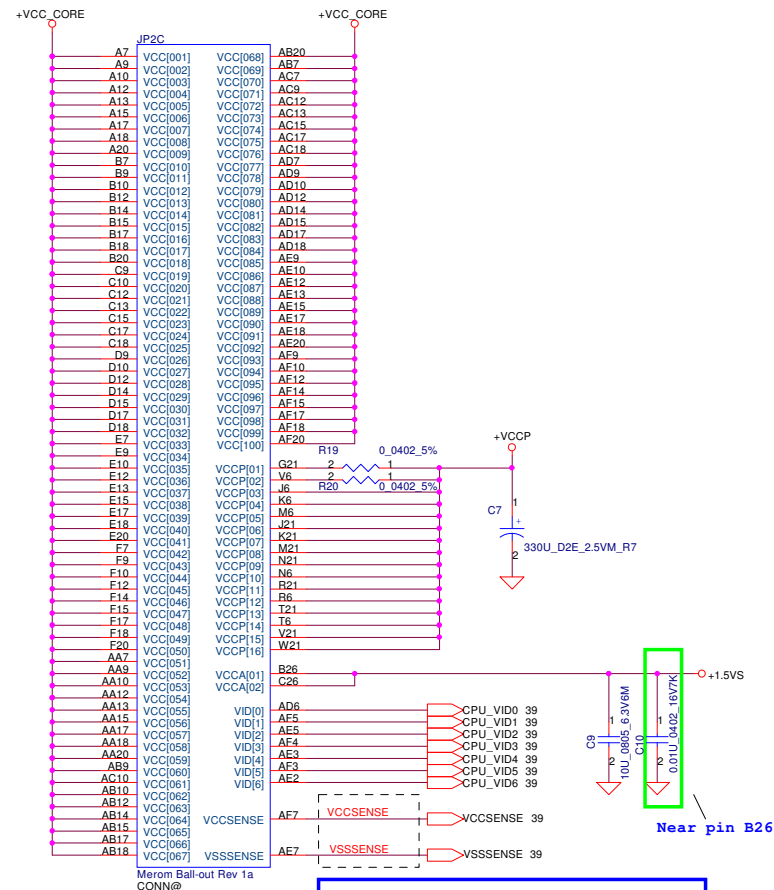 +VCC_CORE +VCC_CORE
JP2C
A7 VCC[001] VCC[068] AB20
A9 VCC[002] VCC[069] AB7
A10 VCC[003] VCC[070] AC7
A12 VCC[004] VCC[071] AC9
A13 VCC[005] VCC[072] AC12
A15 VCC[006] VCC[073] AC13
A17 VCC[007] VCC[074] AC15
A18 VCC[008] VCC[075] AC17
A20 VCC[009] VCC[076] AC18
B7 VCC[010] VCC[077] AD7
B9 VCC[011] VCC[078] AD9
B10 VCC[012] VCC[079] AD10
B12 VCC[013] VCC[080] AD12
B14 VCC[014] VCC[081] AD14
B15 VCC[015] VCC[082] AD15
B17 VCC[016] VCC[083] AD17
B18 VCC[017] VCC[084] AD18
B20 VCC[018] VCC[085] AE9
C9 VCC[019] VCC[086] AE10
C10 VCC[020] VCC[087] AE12
C12 VCC[021] VCC[088] AE13
C13 VCC[022] VCC[089] AE15
C15 VCC[023] VCC[090] AE17
C17 VCC[024] VCC[091] AE18
C18 VCC[025] VCC[092] AE20
D9 VCC[026] VCC[093] AF9
D10 VCC[027] VCC[094] AF10
D12 VCC[028] VCC[095] AF12
D14 VCC[029] VCC[096] AF14
D15 VCC[030] VCC[097] AF15
D17 VCC[031] VCC[098] AF17
D18 VCC[032] VCC[099] AF18
E7 VCC[033] VCC[100] AF20
E9 VCC[034]
R19 0_0402_5%
E10 VCC[035] VCCP[01] G21 2 1
E12 VCC[036] VCCP[02] V6 2 1
E13 VCC[037] VCCP[03] J6 R20 0_0402_5%
E15 VCC[038] VCCP[04] K6
E17 VCC[039] VCCP[05] M6
E18 VCC[040] VCCP[06] J21
E20 VCC[041] VCCP[07] K21
F7 VCC[042] VCCP[08] M21
F9 VCC[043] VCCP[09] N21
F10 VCC[044] VCCP[10] N6
F12 VCC[045] VCCP[11] R21
F14 VCC[046] VCCP[12] R6
F15 VCC[047] VCCP[13] T21
F17 VCC[048] VCCP[14] T6
F18 VCC[049] VCCP[15] V21
F20 VCC[050] VCCP[16] W21
AA7 VCC[051]
AA9 VCC[052] VCCA[01] B26
AA10 VCC[053] VCCA[02] C26
AA12 VCC[054]
AA13 VCC[055] VID[0] AD6 CPU_VID0 39
AA15 VCC[056] VID[1] AF5 CPU_VID1 39
AA17 VCC[057] VID[2] AE5 CPU_VID2 39
AA18 VCC[058] VID[3] AF4 CPU_VID3 39
AA20 VCC[059] VID[4] AE3 CPU_VID4 39
AB9 VCC[060] VID[5] AF3 CPU_VID5 39
AC10 VCC[061] VID[6] AE2 CPU_VID6 39
AB10 VCC[062]
AB12 VCC[063]
AB14 VCC[064] VCCSENSE AF7 VCCSENSE VCCSENSE 39
AB15 VCC[065]
AB17 VCC[066]
AB18 VCC[067] VSSSENSE AE7 VSSSENSE VSSSENSE 39
Merom Ball-out Rev 1a
CONN@
+VCCP
C7
1
2
330U_D2E_2.5VM_R7
+1.5VS
C9
1
2
10U_0805_6.3V6M
C10
1
2
0.01U_0402_16V7K
Near pin B26